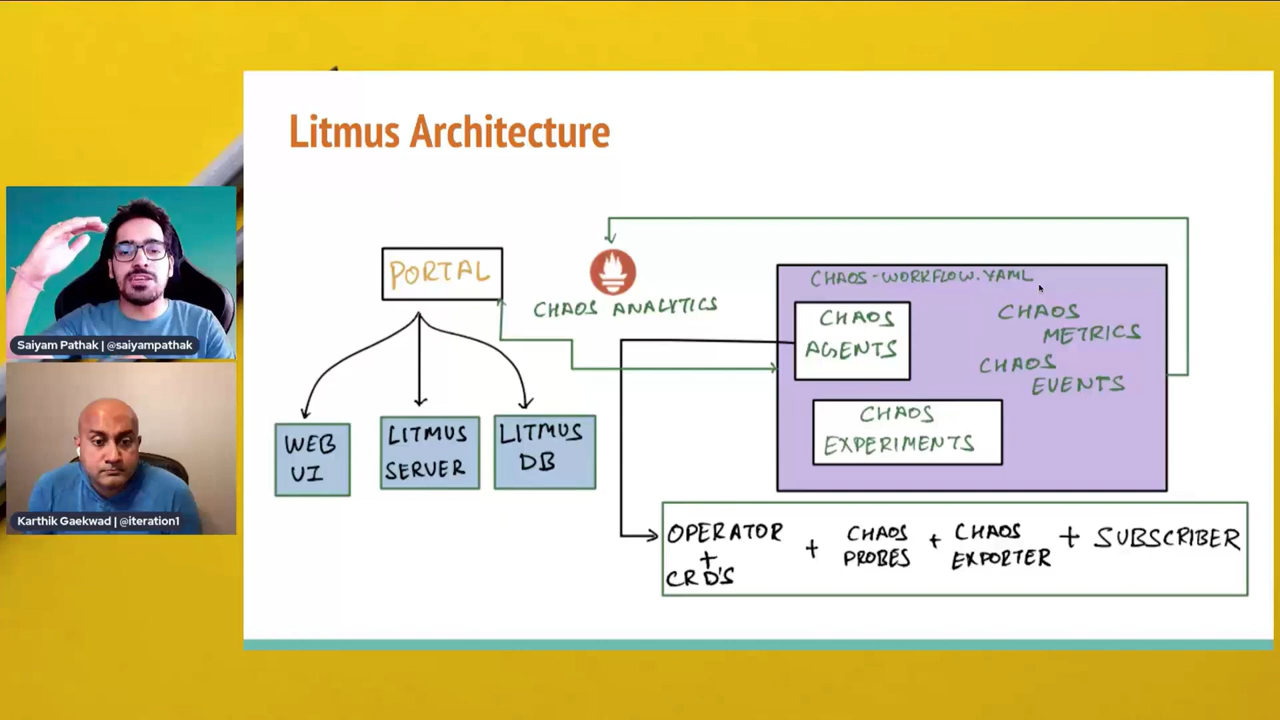 Litmus Architecture
PORTAL
CHAOS ANALYTICS
WEB
UI
LITMUS
SERVER
LITMUS
DB
CHAOS-WORKFLOW.YAML
CHAOS
AGENTS
CHAOS
METRICS
CHAOS
EVENTS
CHAOS
EXPERIMENTS
OPERATOR
+
CRD'S
+
CHAOS
PROBES
+
CHAOS
EXPORTER
+
SUBSCRIBER
Saiyam Pathak | @saiyampathak
Karthik Gaekwad | @iteration1